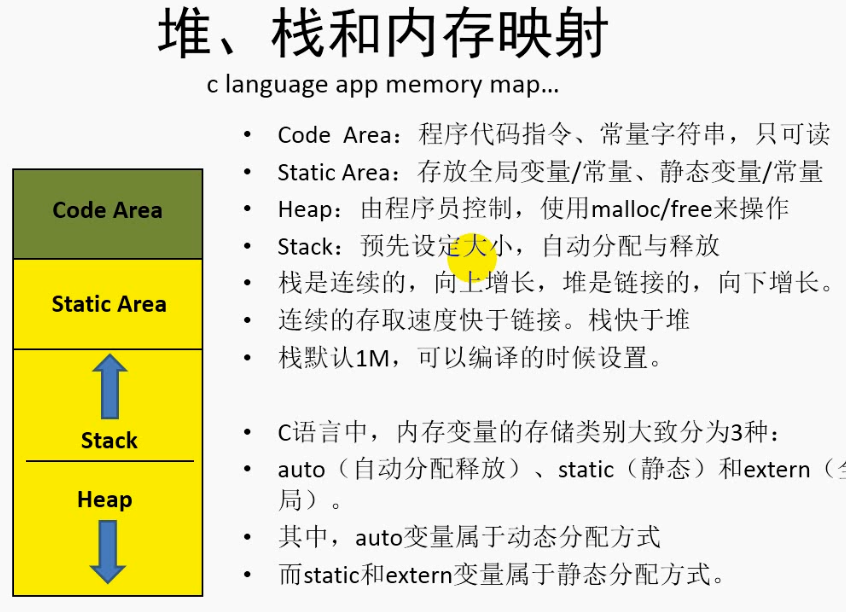 堆、栈和内存映射
c language app memory map…
• Code Area：程序代码指令、常量字符串，只可读
• Static Area：存放全局变量/常量、静态变量/常量
• Heap：由程序员控制，使用malloc/free来操作
• Stack：预先设定大小，自动分配与释放
• 栈是连续的，向上增长，堆是链接的，向下增长。
• 连续的存取速度快于链接。栈快于堆
• 栈默认1M，可以编译的时候设置。
• C语言中，内存变量的存储类别大致分为3种：
• auto（自动分配释放）、static（静态）和extern（全
局）。
• 其中，auto变量属于动态分配方式
• 而static和extern变量属于静态分配方式。
Code Area
Static Area
Stack
Heap